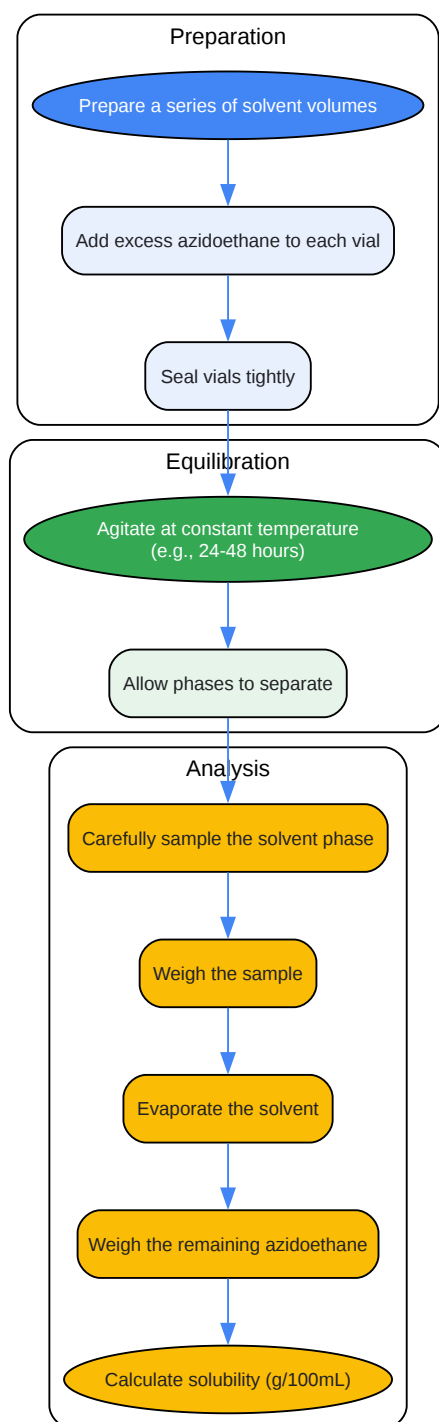 Preparation
Prepare a series of solvent volumes
Add excess azidoethane to each vial
Seal vials tightly
Equilibration
Agitate at constant temperature
(e.g., 24-48 hours)
Allow phases to separate
Analysis
Carefully sample the solvent phase
Weigh the sample
Evaporate the solvent
Weigh the remaining azidoethane
Calculate solubility (g/100mL)